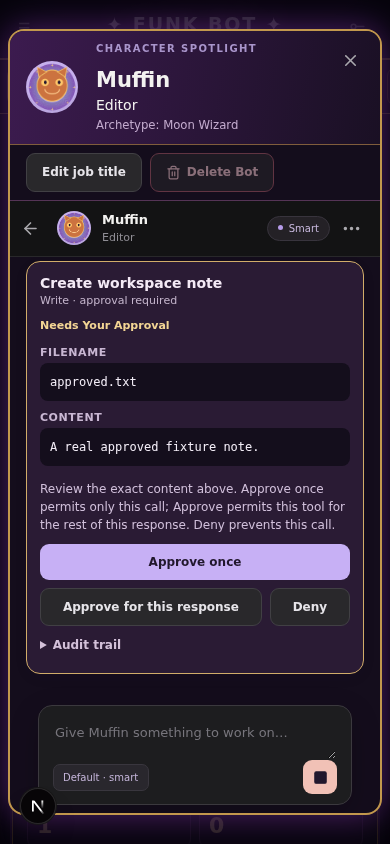 ✦ FUNK BOT ✦
CHARACTER SPOTLIGHT
Muffin
Editor
Archetype: Moon Wizard
Edit job title
Delete Bot
Muffin
Editor
Smart
Create workspace note
Write · approval required
Needs Your Approval
FILENAME
approved.txt
CONTENT
A real approved fixture note.
Review the exact content above. Approve once
permits only this call; Approve permits this tool for
the rest of this response. Deny prevents this call.
Approve once
Approve for this response
Deny
Audit trail
Give Muffin something to work on...
Default · smart
N
1
0